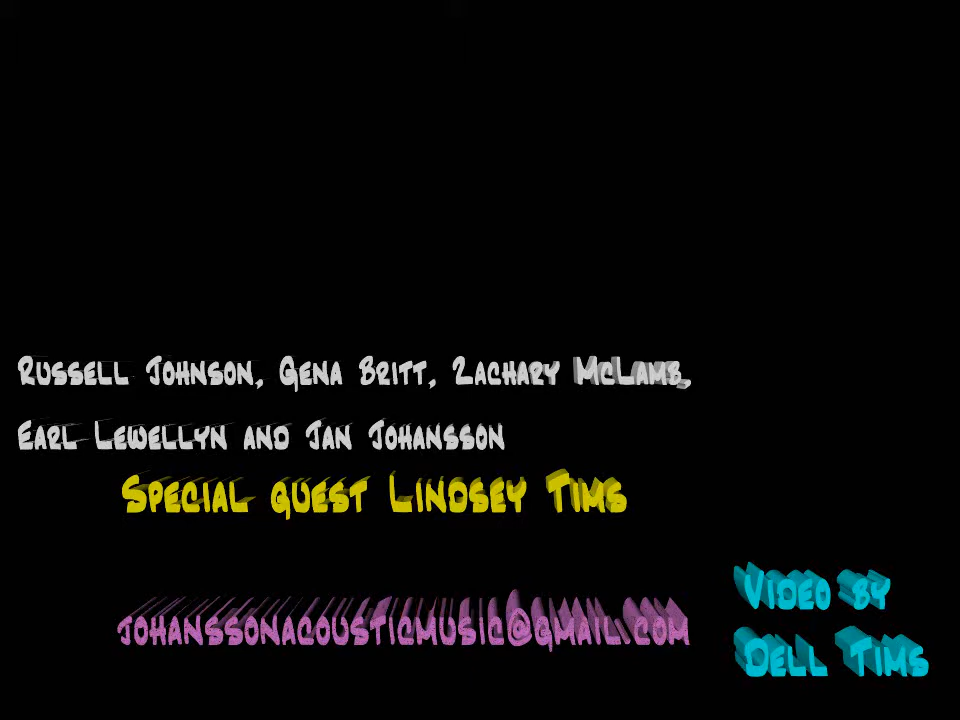 Russell Johnson, Gena Britt, Zachary McLamb,
Earl Lewellyn and Jan Johansson
Special guest Lindsey Tims
johanssonacousticmusic@gmail.com
Video by
Dell Tims